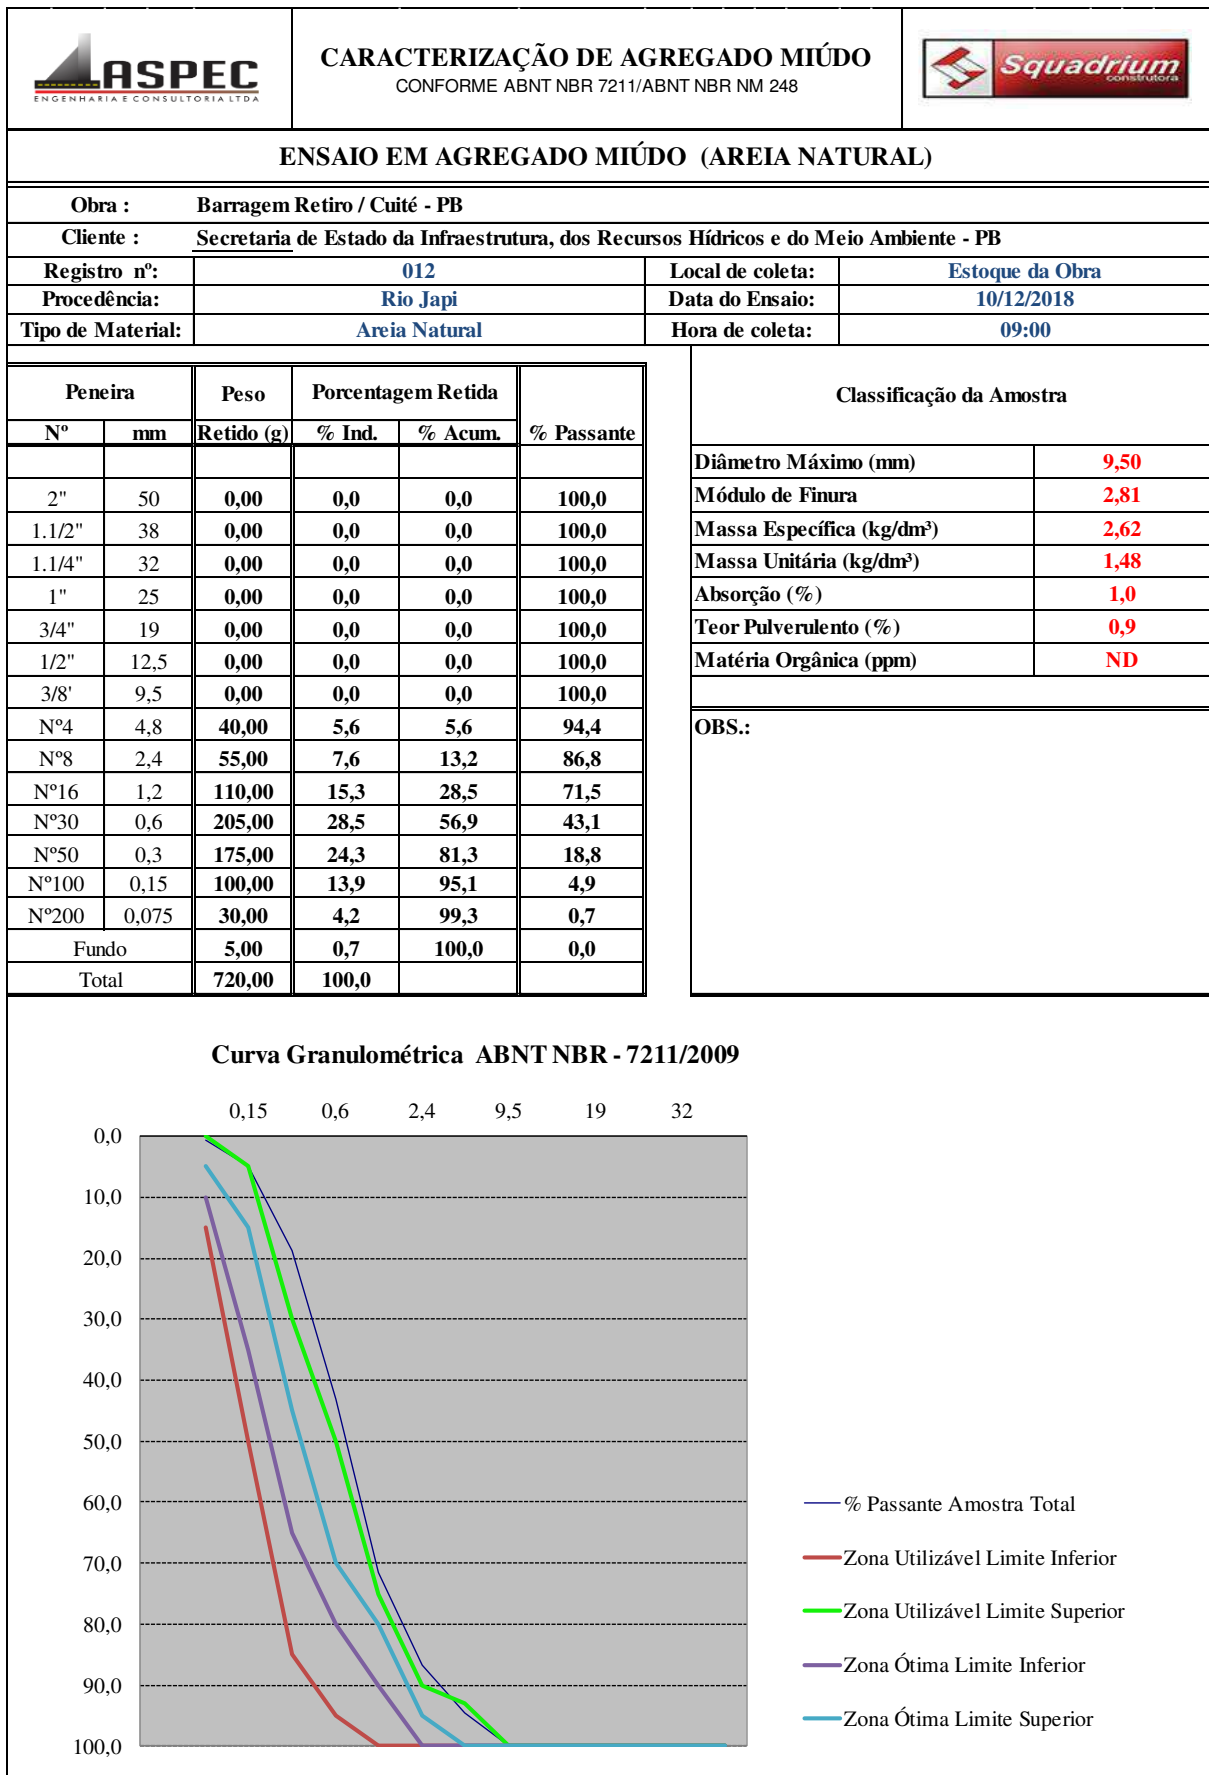 ASPEC
ENGENHARIA E CONSULTORIA LTDA
CARACTERIZAÇÃO DE AGREGADO MIÚDO
CONFORME ABNT NBR 7211/ABNT NBR NM 248
Squadrium
construtora
ENSAIO EM AGREGADO MIÚDO (AREIA NATURAL)
Obra : Barragem Retiro / Cuité - PB
Cliente : Secretaria de Estado da Infraestrutura, dos Recursos Hídricos e do Meio Ambiente - PB
Registro nº: 012 Local de coleta: Estoque da Obra
Procedência: Rio Japi Data do Ensaio: 10/12/2018
Tipo de Material: Areia Natural Hora de coleta: 09:00
Peneira Peso Porcentagem Retida
Nº mm Retido (g) % Ind. % Acum. % Passante
2" 50 0,00 0,0 0,0 100,0
1.1/2" 38 0,00 0,0 0,0 100,0
1.1/4" 32 0,00 0,0 0,0 100,0
1" 25 0,00 0,0 0,0 100,0
3/4" 19 0,00 0,0 0,0 100,0
1/2" 12,5 0,00 0,0 0,0 100,0
3/8' 9,5 0,00 0,0 0,0 100,0
Nº4 4,8 40,00 5,6 5,6 94,4
Nº8 2,4 55,00 7,6 13,2 86,8
Nº16 1,2 110,00 15,3 28,5 71,5
Nº30 0,6 205,00 28,5 56,9 43,1
Nº50 0,3 175,00 24,3 81,3 18,8
Nº100 0,15 100,00 13,9 95,1 4,9
Nº200 0,075 30,00 4,2 99,3 0,7
Fundo 5,00 0,7 100,0 0,0
Total 720,00 100,0
Classificação da Amostra
Diâmetro Máximo (mm) 9,50
Módulo de Finura 2,81
Massa Específica (kg/dm³) 2,62
Massa Unitária (kg/dm³) 1,48
Absorção (%) 1,0
Teor Pulverulento (%) 0,9
Matéria Orgânica (ppm) ND
OBS.:
Curva Granulométrica ABNT NBR - 7211/2009
0,15 0,6 2,4 9,5 19 32
0,0
10,0
20,0
30,0
40,0
50,0
60,0
70,0
80,0
90,0
100,0
% Passante Amostra Total
Zona Utilizável Limite Inferior
Zona Utilizável Limite Superior
Zona Ótima Limite Inferior
Zona Ótima Limite Superior